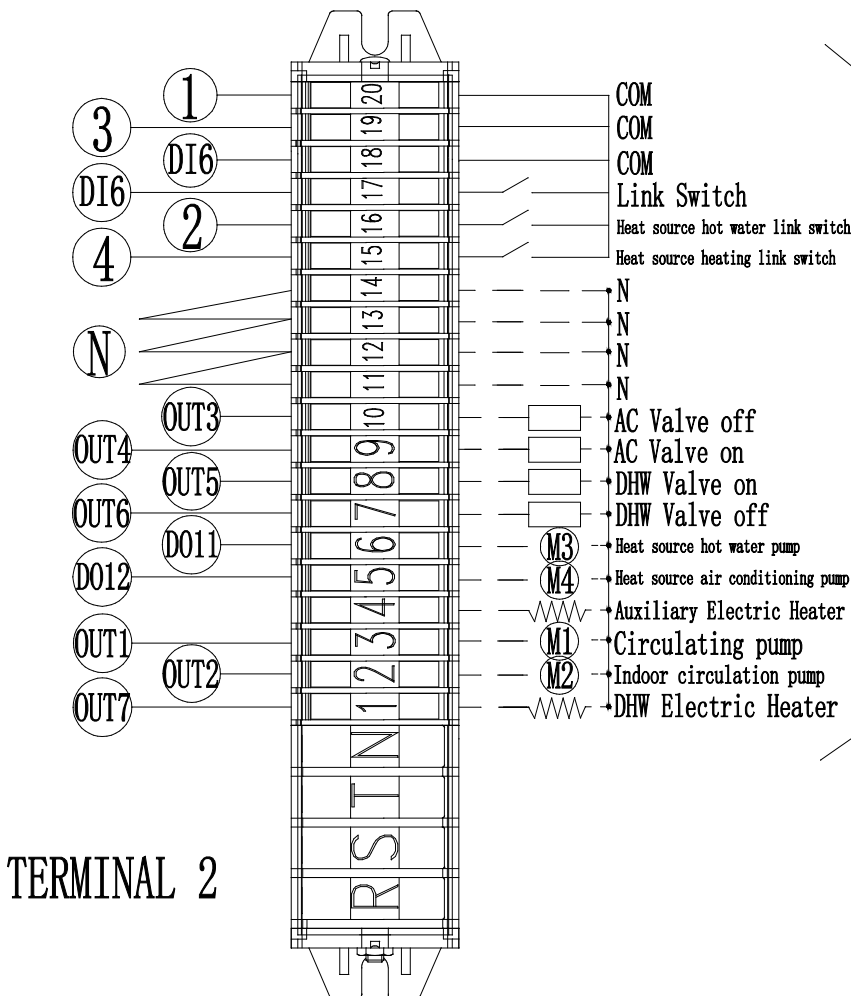 1 20 COM
3 19 COM
DI6 18 COM
DI6 17 Link Switch
2 16 Heat source hot water link switch
4 15 Heat source heating link switch
14 N
13 N
N 12 N
11 N
OUT3 10 AC Valve off
OUT4 9 AC Valve on
OUT5 8 DHW Valve on
OUT6 7 DHW Valve off
DO11 6 M3 Heat source hot water pump
DO12 5 M4 Heat source air conditioning pump
4 Auxiliary Electric Heater
OUT1 3 M1 Circulating pump
OUT2 2 M2 Indoor circulation pump
OUT7 1 DHW Electric Heater
N
T
S
R
TERMINAL 2